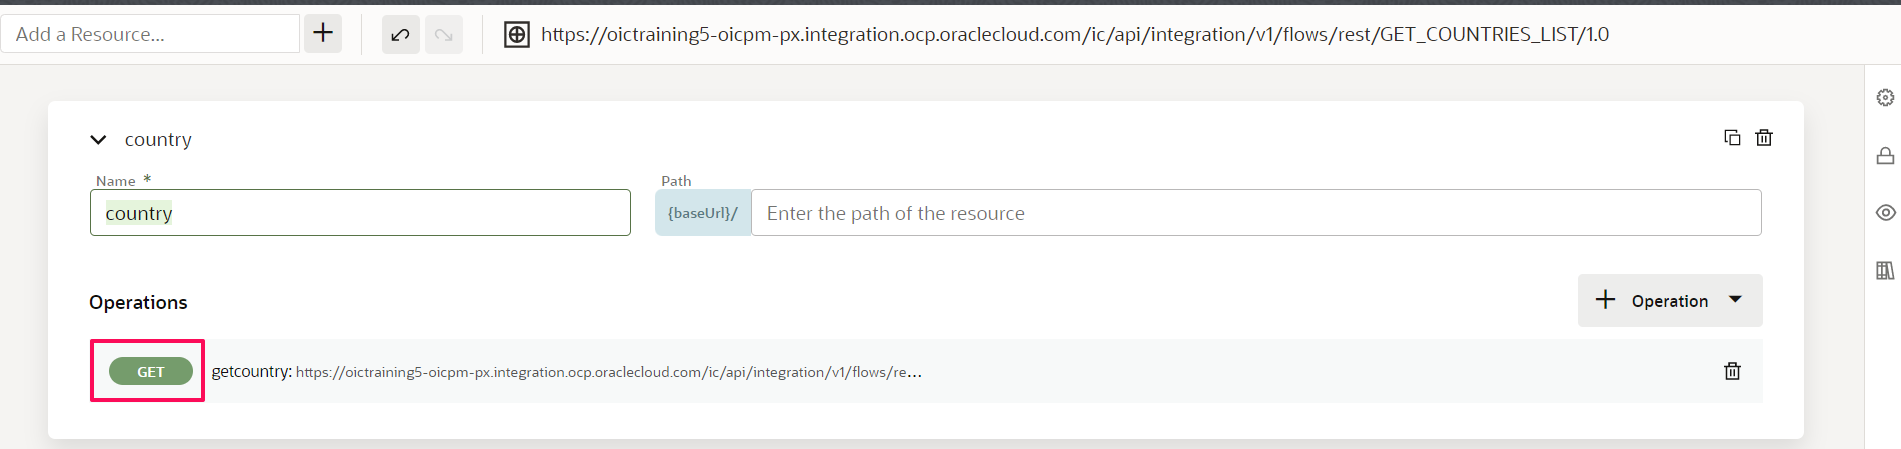 Add a Resource...
https://oictraining5-oicpm-px.integration.ocp.oraclecloud.com/ic/api/integration/v1/flows/rest/GET_COUNTRIES_LIST/1.0
country
Name *
Path
country
{baseUrl}/
Enter the path of the resource
Operations
Operation
GET
getcountry: https://oictraining5-oicpm-px.integration.ocp.oraclecloud.com/ic/api/integration/v1/flows/re...